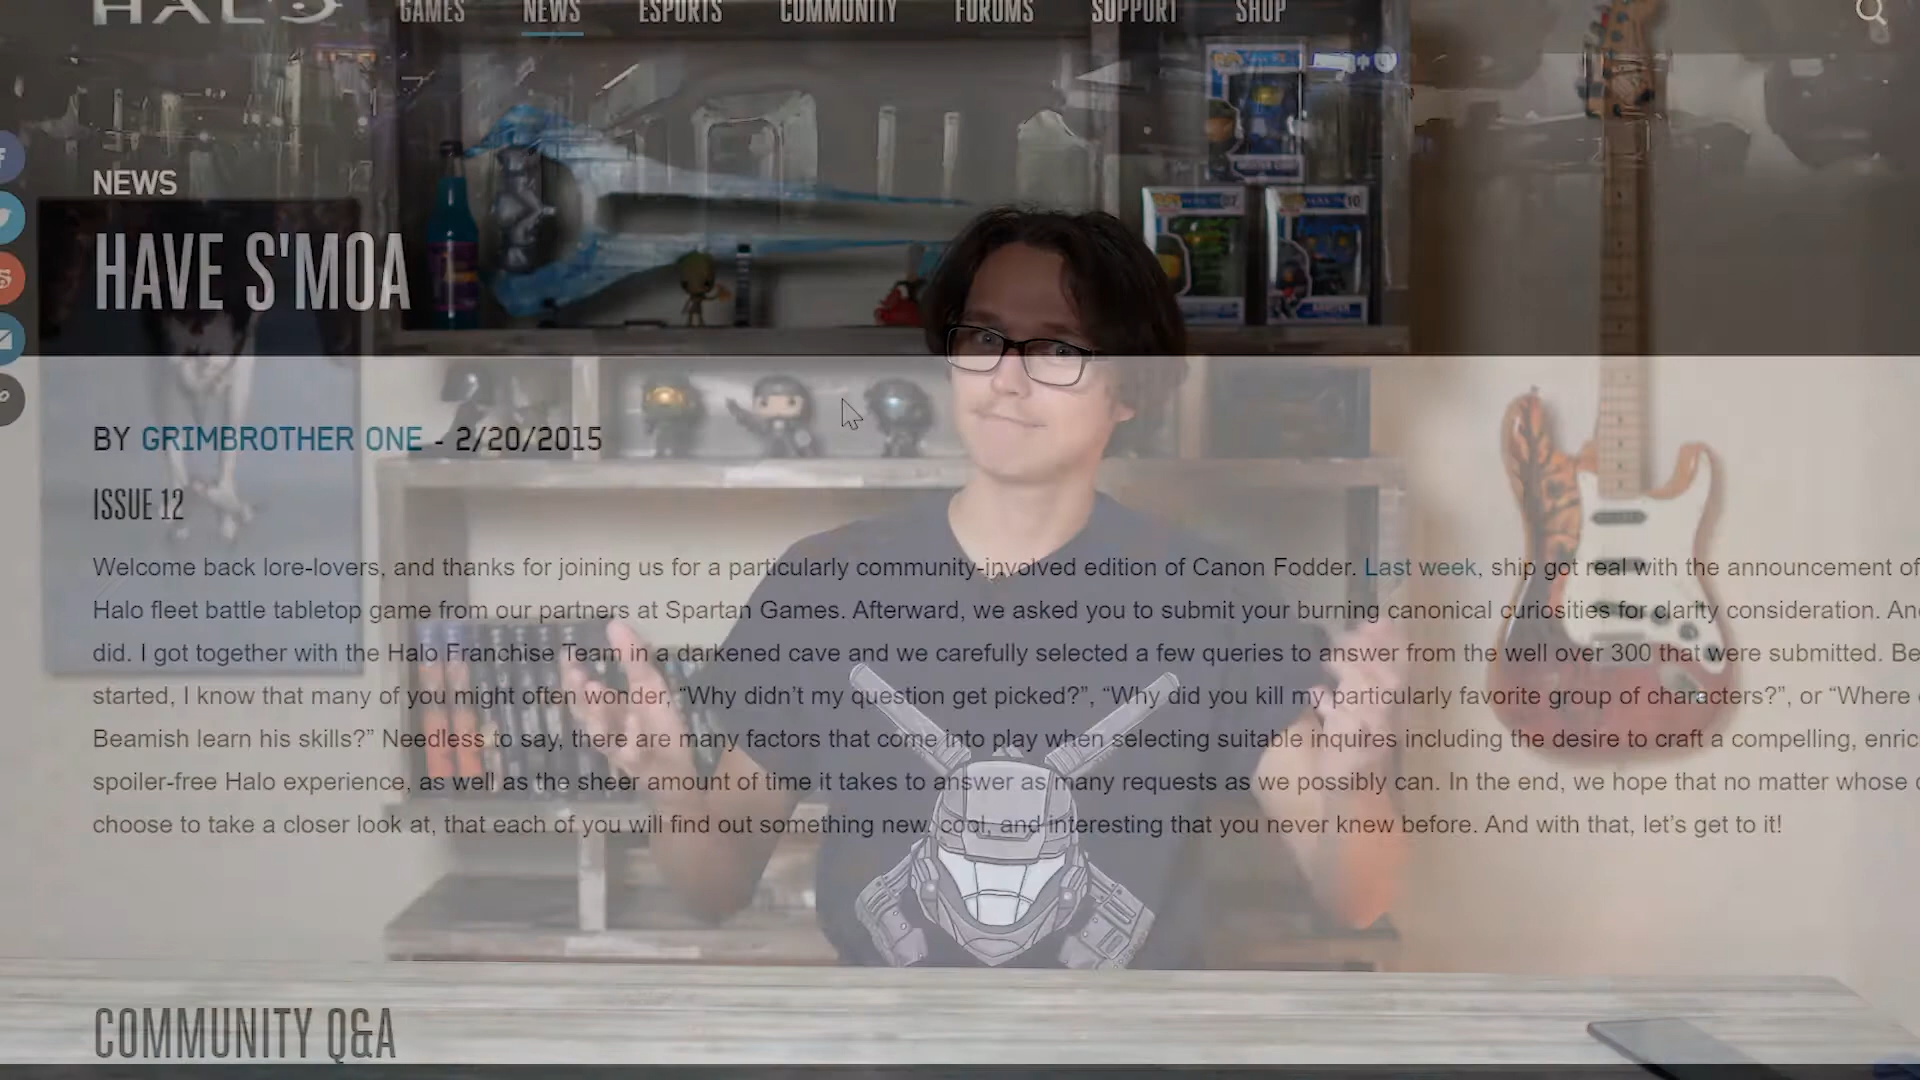 HALO
GAMES NEWS ESPORTS COMMUNITY FORUMS SUPPORT SHOP
NEWS
HAVE S'MOA
BY GRIMBROTHER ONE - 2/20/2015
ISSUE 12
Welcome back lore-lovers, and thanks for joining us for a particularly community-involved edition of Canon Fodder. Last week, ship got real with the announcement of
Halo fleet battle tabletop game from our partners at Spartan Games. Afterward, we asked you to submit your burning canonical curiosities for clarity consideration.
did. I got together with the Halo Franchise Team in a darkened cave and we carefully selected a few queries to answer from the well over 300 that were submitted.
started, I know that many of you might often wonder, “Why didn’t my question get picked?”, “Why did you kill my particularly favorite group of characters?”, or “Where
Beamish learn his skills?” Needless to say, there are many factors that come into play when selecting suitable inquires including the desire to craft a compelling,
spoiler-free Halo experience, as well as the sheer amount of time it takes to answer as many requests as we possibly can. In the end, we hope that no matter whose
choose to take a closer look at, that each of you will find out something new, cool, and interesting that you never knew before. And with that, let’s get to it!
COMMUNITY Q&A